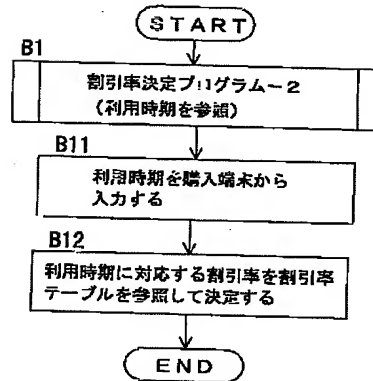 START
B1
割引率決定プログラム－２
（利用時期を参照）
B11
利用時期を購入端末から
入力する
B12
利用時期に対応する割引率を割引率
テーブルを参照して決定する
END